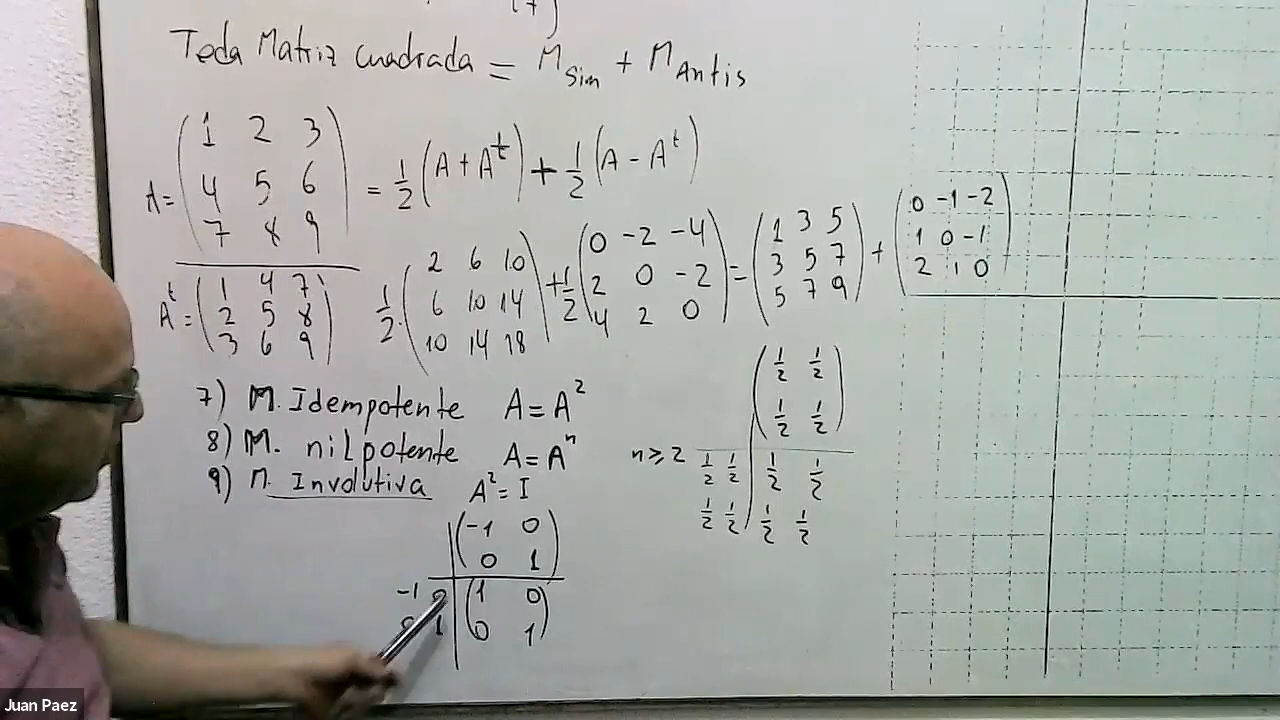 Toda Matriz Cuadrada = M Sim + M Antis
A = (1 2 3
4 5 6
7 8 9) = 1/2 (A + A^t) + 1/2 (A - A^t)
A^t = (1 4 7
2 5 8
3 6 9)
1/2 · (2 6 10
6 10 14
10 14 18) + 1/2 (0 -2 -4
2 0 -2
4 2 0) = (1 3 5
3 5 7
5 7 9) + (0 -1 -2
1 0 -1
2 1 0)
7) M. Idempotente A = A^2
8) M. nilpotente A = A^n n ≥ 2
9) M. Involutiva A^2 = I
(1/2 1/2
1/2 1/2)
1/2 1/2 | 1/2 1/2
1/2 1/2 | 1/2 1/2
(-1 0
0 1)
-1 0 | (1 0
0 1 | 0 1)
Juan Paez